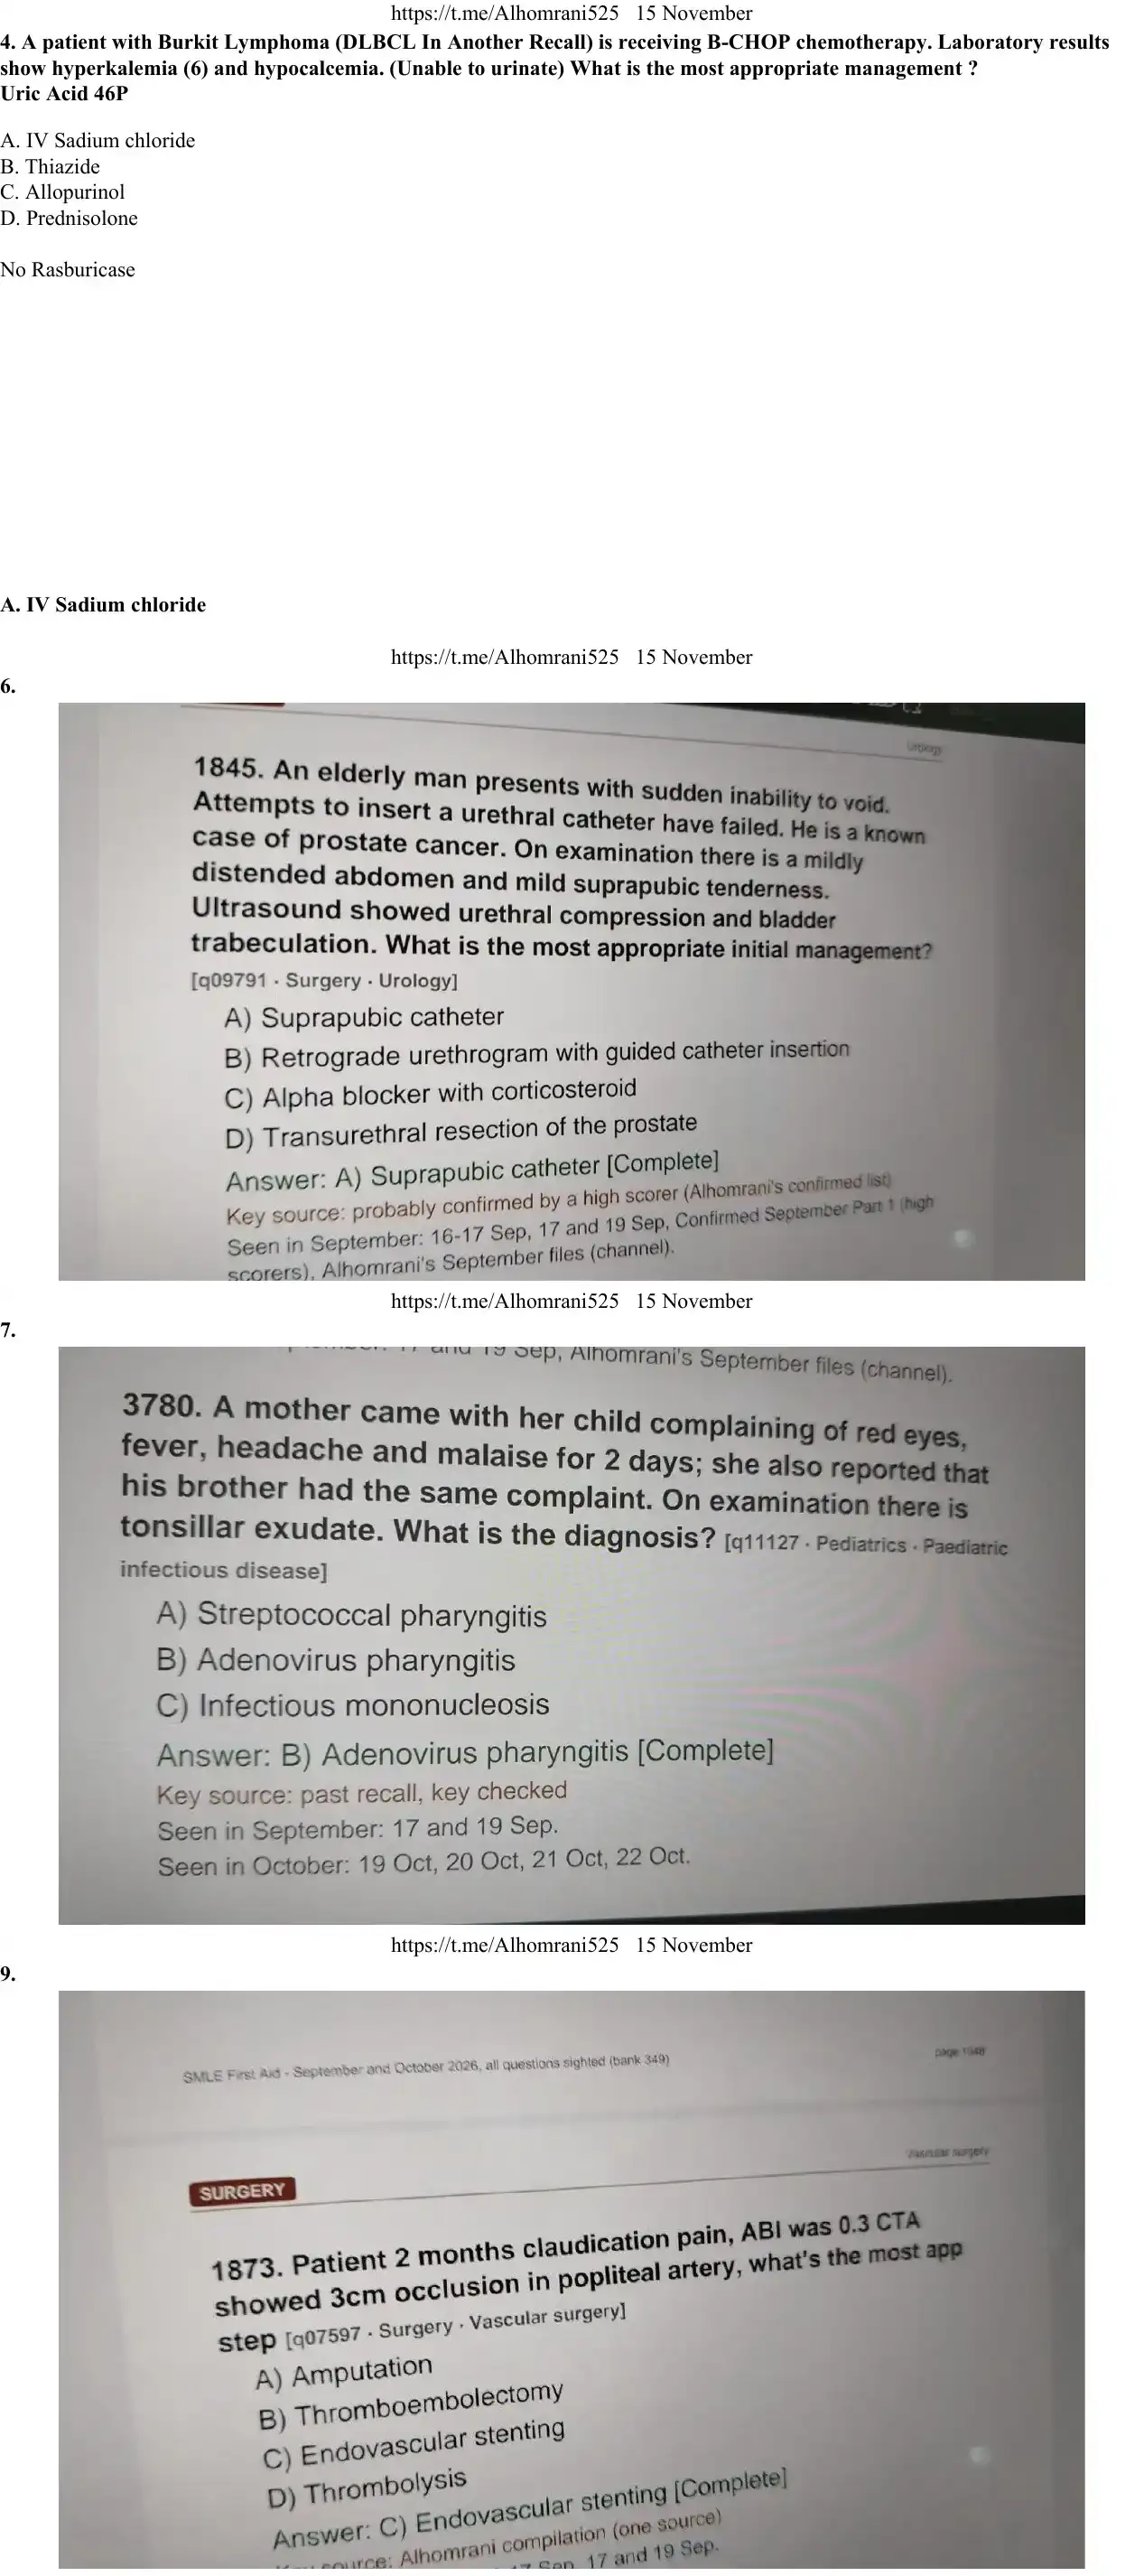 https://t.me/Alhomrani525 15 November
4. A patient with Burkit Lymphoma (DLBCL In Another Recall) is receiving B-CHOP chemotherapy. Laboratory results
show hyperkalemia (6) and hypocalcemia. (Unable to urinate) What is the most appropriate management ?
Uric Acid 46P
A. IV Sadium chloride
B. Thiazide
C. Allopurinol
D. Prednisolone
No Rasburicase
A. IV Sadium chloride
https://t.me/Alhomrani525 15 November
6.
Urology
1845. An elderly man presents with sudden inability to void.
Attempts to insert a urethral catheter have failed. He is a known
case of prostate cancer. On examination there is a mildly
distended abdomen and mild suprapubic tenderness.
Ultrasound showed urethral compression and bladder
trabeculation. What is the most appropriate initial management?
[q09791 · Surgery · Urology]
A) Suprapubic catheter
B) Retrograde urethrogram with guided catheter insertion
C) Alpha blocker with corticosteroid
D) Transurethral resection of the prostate
Answer: A) Suprapubic catheter [Complete]
Key source: probably confirmed by a high scorer (Alhomrani's confirmed list)
Seen in September: 16-17 Sep, 17 and 19 Sep, Confirmed September Part 1 (high
scorers), Alhomrani's September files (channel).
https://t.me/Alhomrani525 15 November
7.
17 and 19 Sep, Alhomrani's September files (channel).
3780. A mother came with her child complaining of red eyes,
fever, headache and malaise for 2 days; she also reported that
his brother had the same complaint. On examination there is
tonsillar exudate. What is the diagnosis? [q11127 · Pediatrics · Paediatric
infectious disease]
A) Streptococcal pharyngitis
B) Adenovirus pharyngitis
C) Infectious mononucleosis
Answer: B) Adenovirus pharyngitis [Complete]
Key source: past recall, key checked
Seen in September: 17 and 19 Sep.
Seen in October: 19 Oct, 20 Oct, 21 Oct, 22 Oct.
https://t.me/Alhomrani525 15 November
9.
SMLE First Aid - September and October 2026, all questions sighted (bank 349)
page 1048
Vascular surgery
SURGERY
1873. Patient 2 months claudication pain, ABI was 0.3 CTA
showed 3cm occlusion in popliteal artery, what's the most app
step [q07597 · Surgery · Vascular surgery]
A) Amputation
B) Thromboembolectomy
C) Endovascular stenting
D) Thrombolysis
Answer: C) Endovascular stenting [Complete]
source: Alhomrani compilation (one source)
Sep, 17 and 19 Sep.